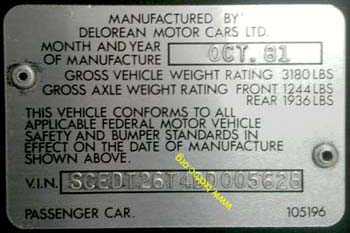 MANUFACTURED BY
DELOREAN MOTOR CARS LTD.
MONTH AND YEAR
OF MANUFACTURE OCT. 81
GROSS VEHICLE WEIGHT RATING 3180 LBS
GROSS AXLE WEIGHT RATING FRONT 1244 LBS
REAR 1936 LBS
THIS VEHICLE CONFORMS TO ALL
APPLICABLE FEDERAL MOTOR VEHICLE
SAFETY AND BUMPER STANDARDS IN
EFFECT ON THE DATE OF MANUFACTURE
SHOWN ABOVE.
V.I.N.
PASSENGER CAR. 105196